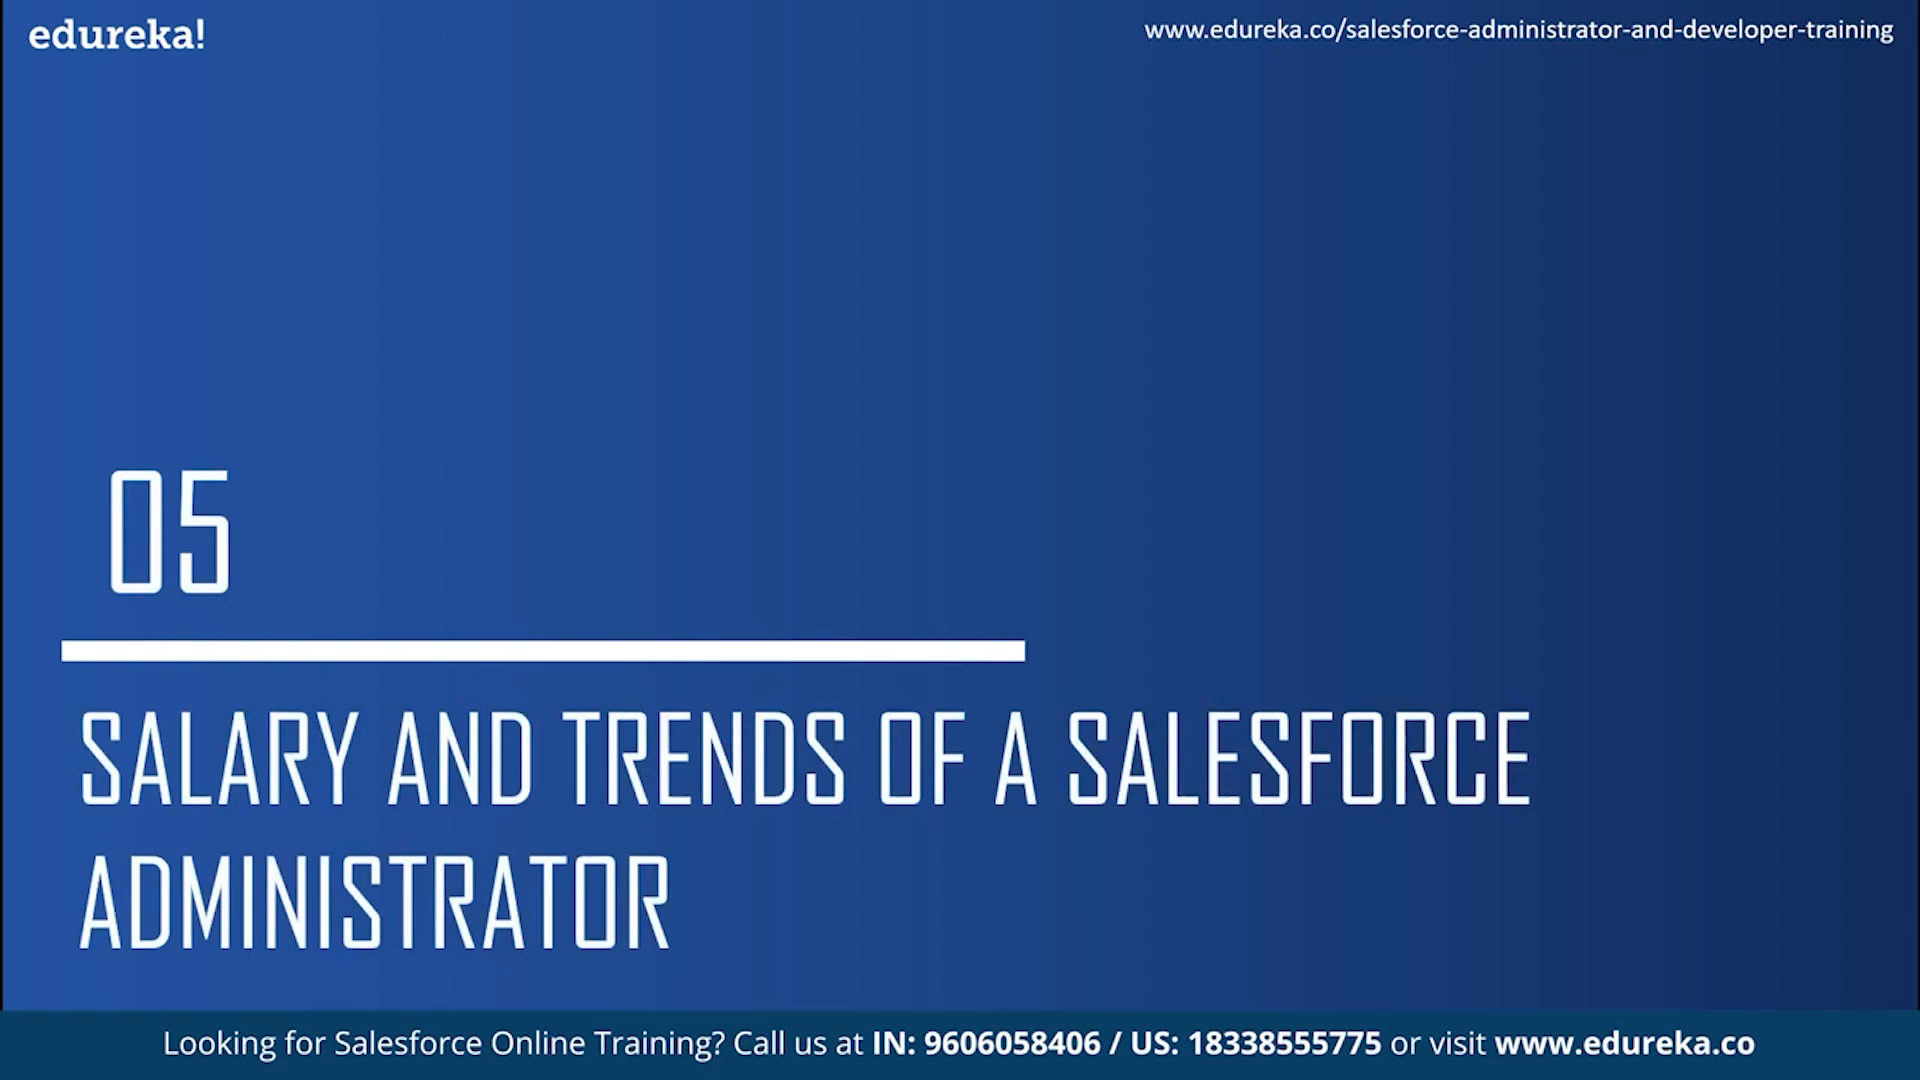 edureka!
www.edureka.co/salesforce-administrator-and-developer-training
05
SALARY AND TRENDS OF A SALESFORCE
ADMINISTRATOR
Looking for Salesforce Online Training? Call us at IN: 9606058406 / US: 18338555775 or visit www.edureka.co